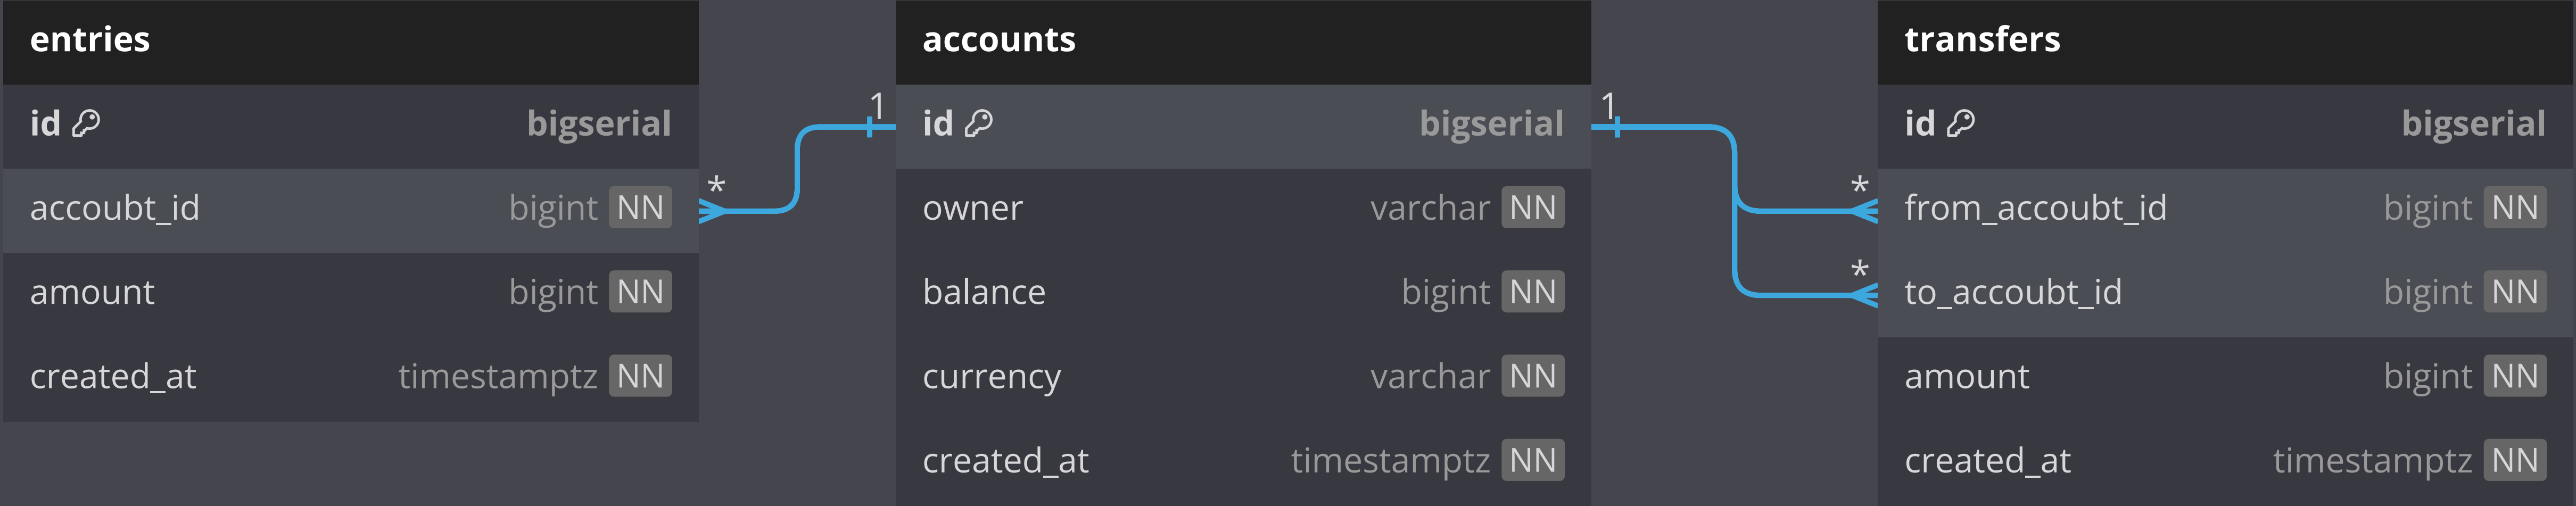 entries
id bigserial
accoubt_id bigint NN
amount bigint NN
created_at timestamptz NN
1
*
accounts
id bigserial
owner varchar NN
balance bigint NN
currency varchar NN
created_at timestamptz NN
1
*
*
transfers
id bigserial
from_accoubt_id bigint NN
to_accoubt_id bigint NN
amount bigint NN
created_at timestamptz NN